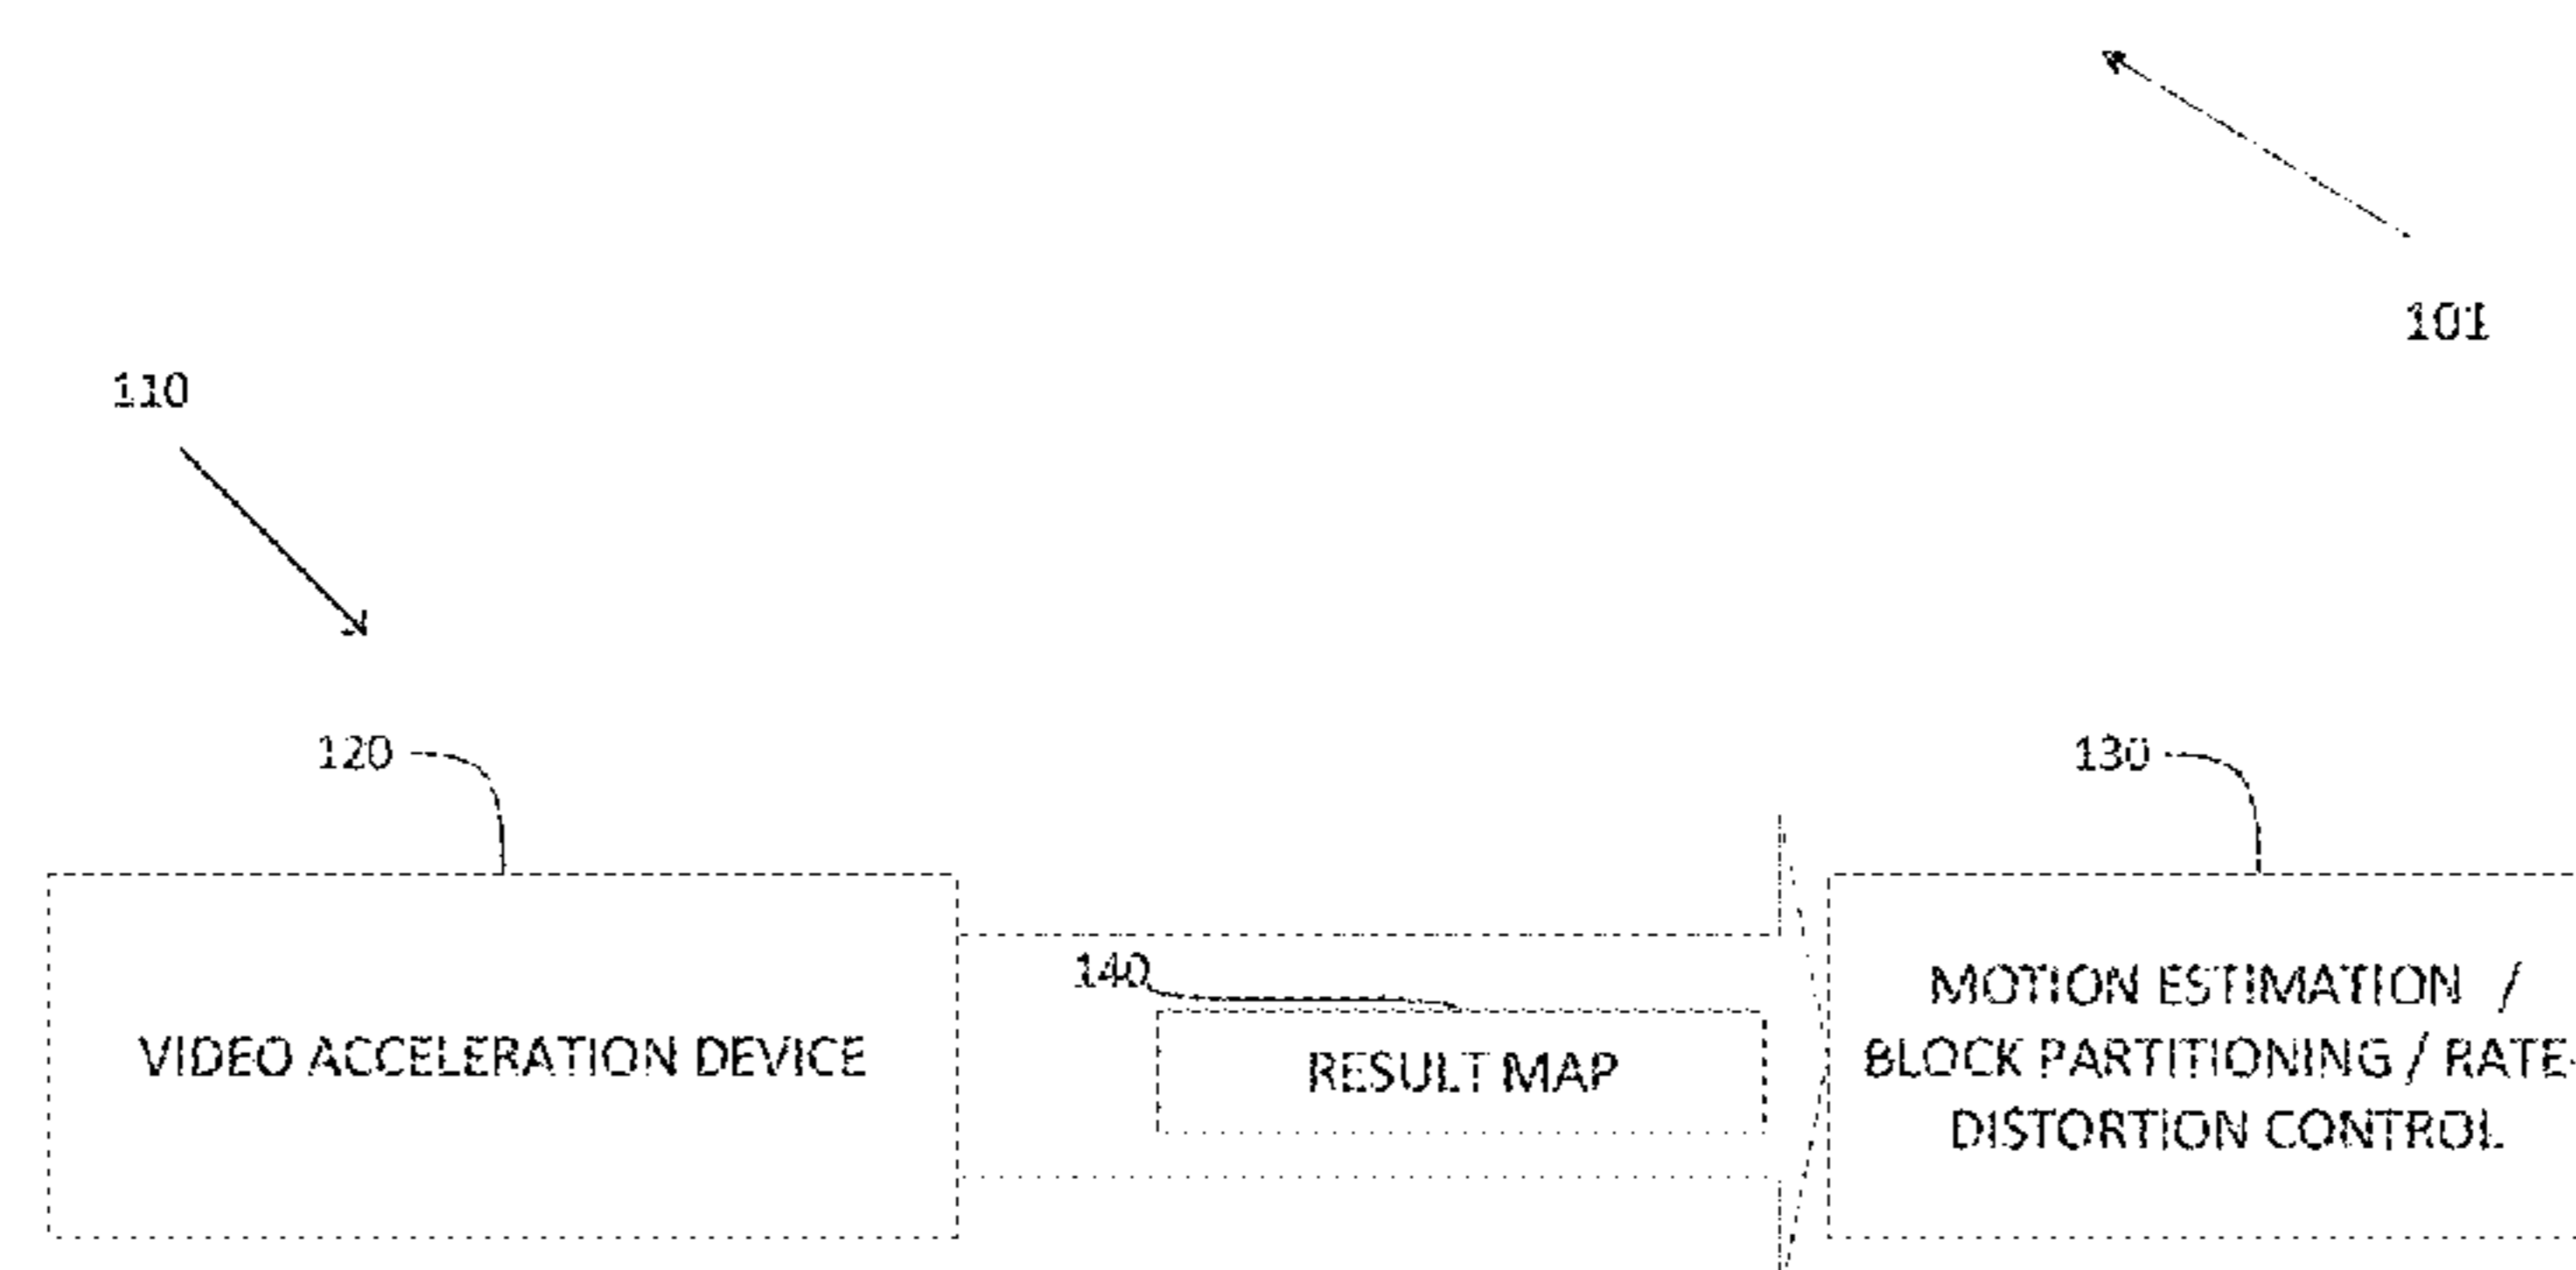 101
110
120
130
140
VIDEO ACCELERATION DEVICE
RESULT MAP
MOTION ESTIMATION /
BLOCK PARTITIONING / RATE-
DISTORTION CONTROL